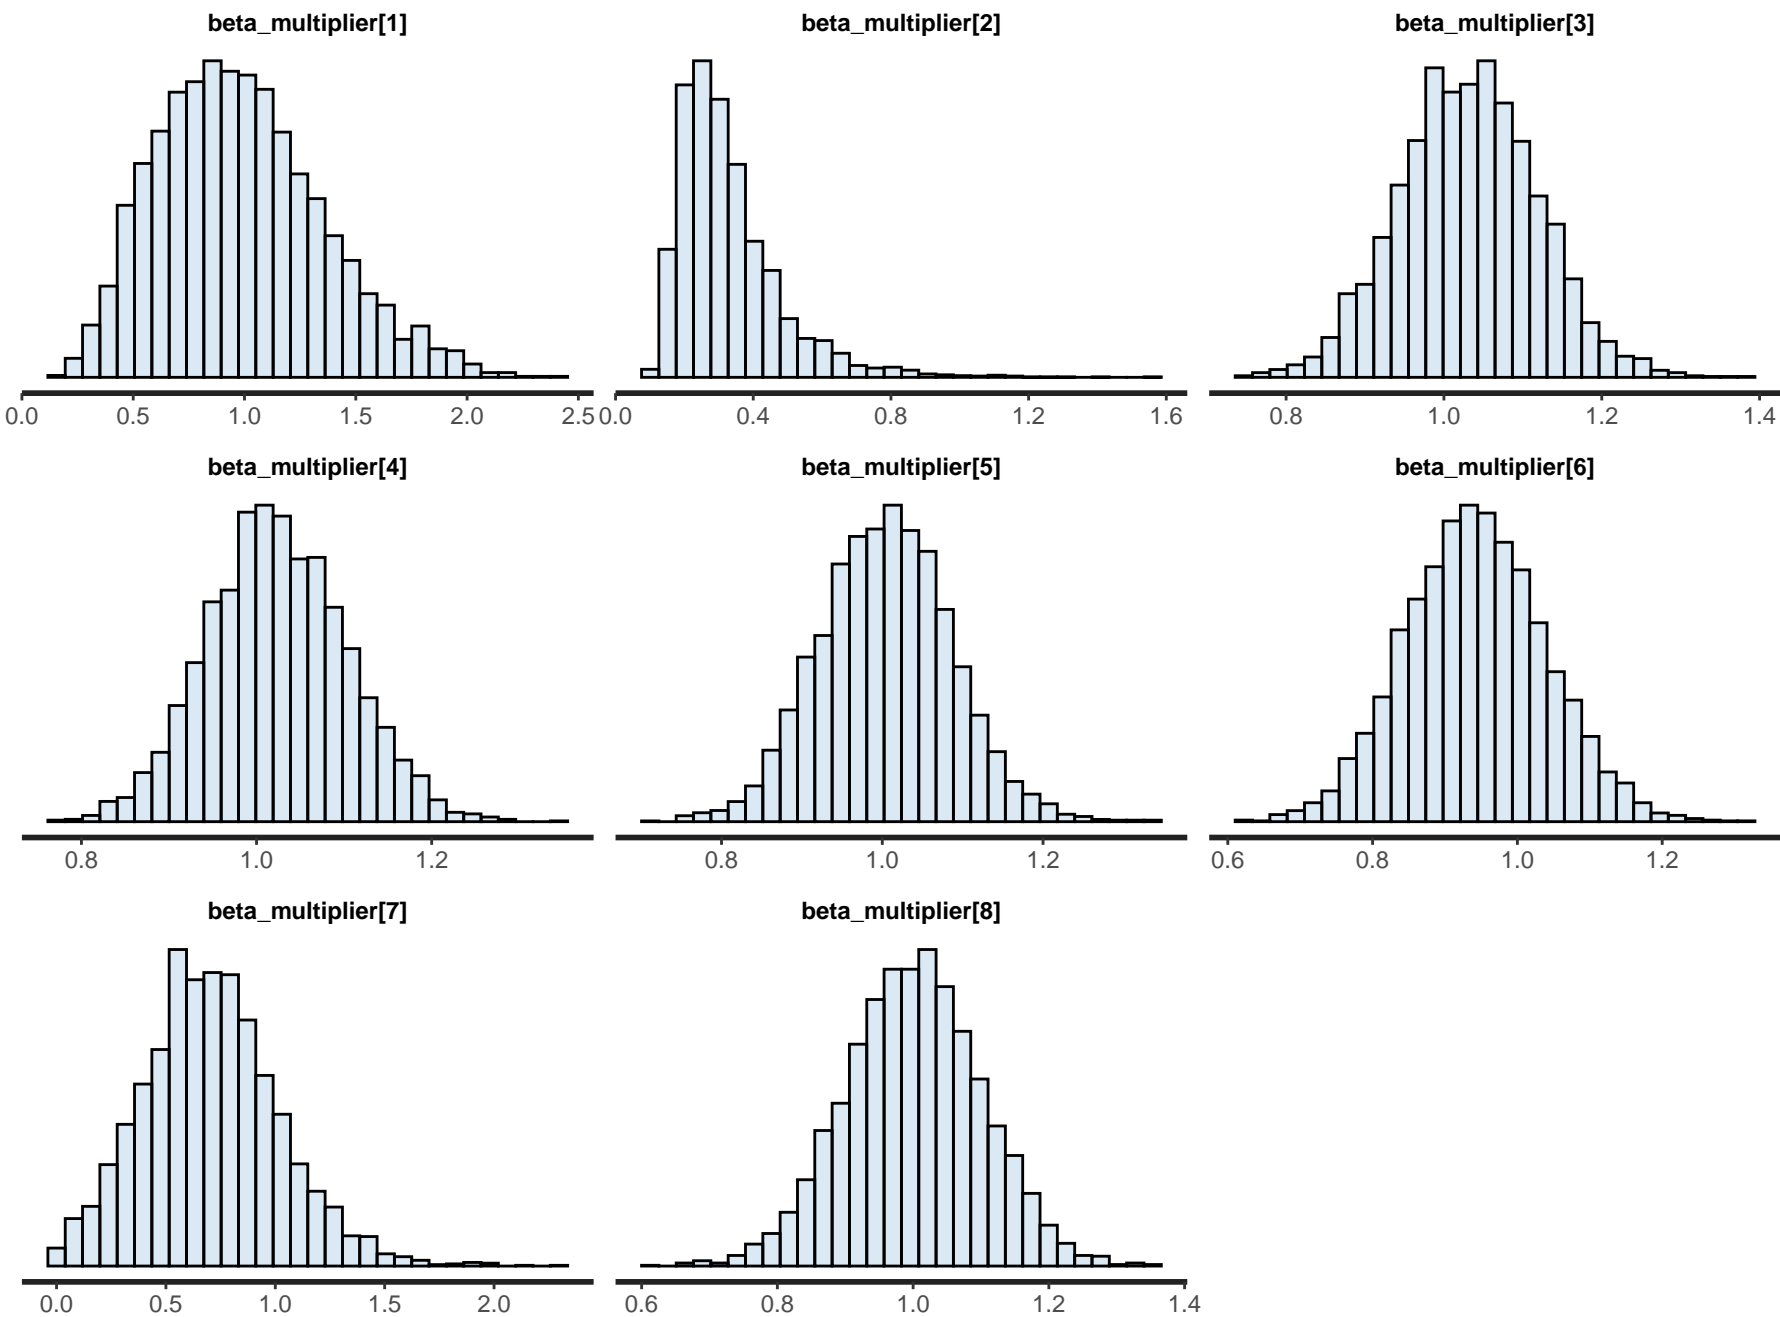 beta_multiplier[1] beta_multiplier[2] beta_multiplier[3]
0.0 0.5 1.0 1.5 2.0 2.5 0.0 0.4 0.8 1.2 1.6 0.8 1.0 1.2 1.4
beta_multiplier[4] beta_multiplier[5] beta_multiplier[6]
0.8 1.0 1.2 0.8 1.0 1.2 0.6 0.8 1.0 1.2
beta_multiplier[7] beta_multiplier[8]
0.0 0.5 1.0 1.5 2.0 0.6 0.8 1.0 1.2 1.4